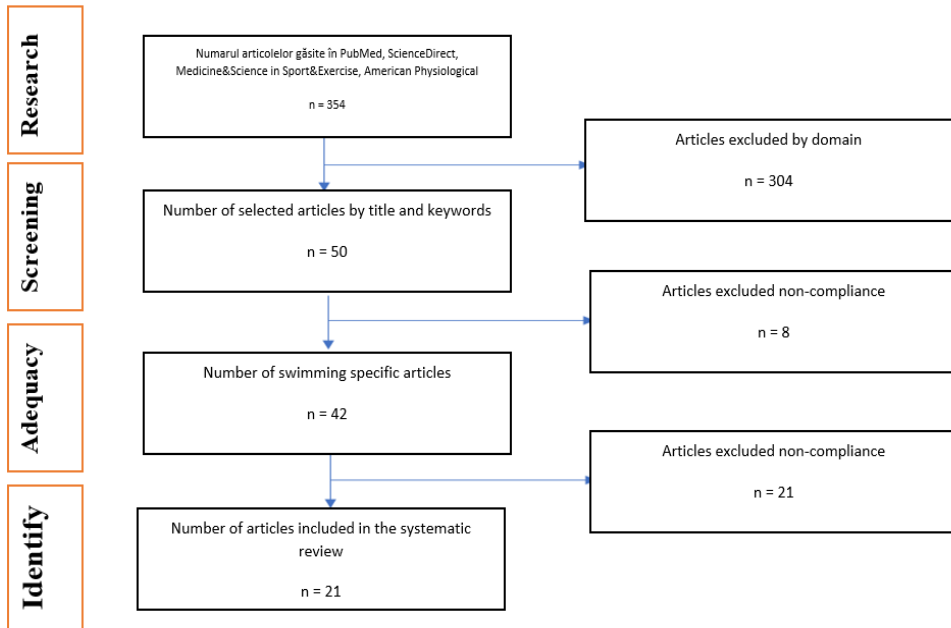 Research
Numarul articolelor găsite în PubMed, ScienceDirect,
Medicine&Science in Sport&Exercise, American Physiological
n = 354
Articles excluded by domain
n = 304
Screening
Number of selected articles by title and keywords
n = 50
Articles excluded non-compliance
n = 8
Adequacy
Number of swimming specific articles
n = 42
Articles excluded non-compliance
n = 21
Identify
Number of articles included in the systematic
review
n = 21